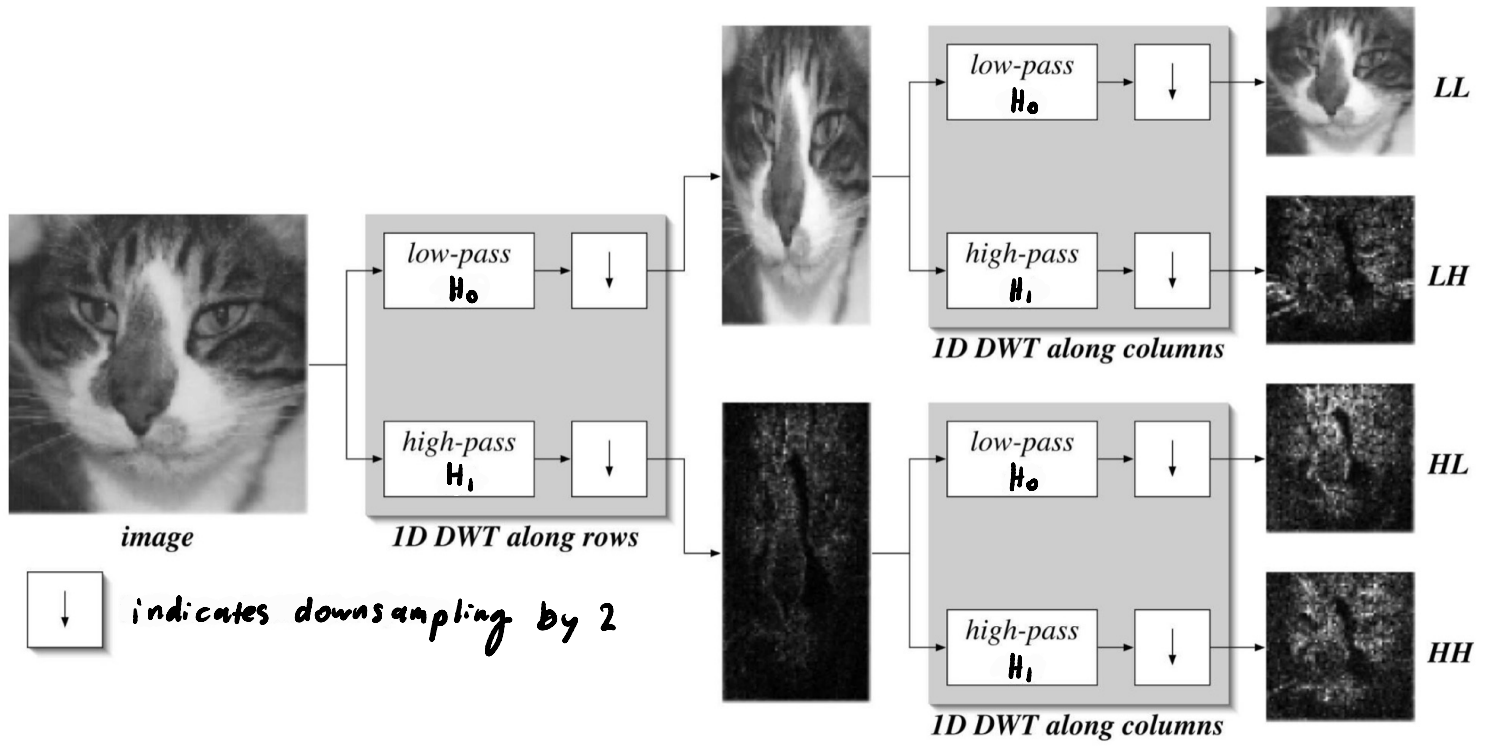 image
low-pass
H₀
↓
high-pass
H₁
↓
1D DWT along rows
low-pass
H₀
↓
high-pass
H₁
↓
1D DWT along columns
low-pass
H₀
↓
high-pass
H₁
↓
1D DWT along columns
LL
LH
HL
HH
↓ indicates downsampling by 2